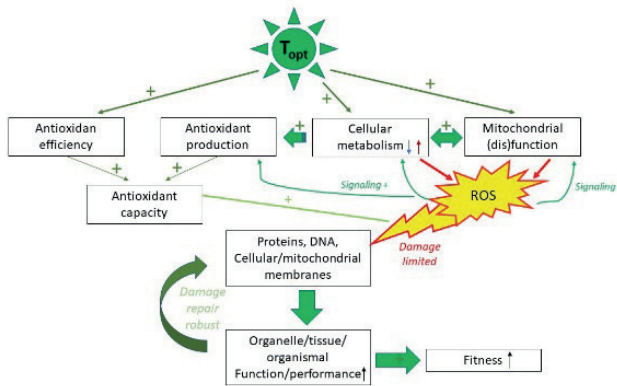 Topt
+
+
+
Antioxidan
efficiency
Antioxidant
production
+
Cellular
metabolism
+
Mitochondrial
(dis)function
+
+
Antioxidant
capacity
Signaling +
ROS
Signaling
+
Damage
limited
Proteins, DNA,
Cellular/mitochondrial
membranes
Damage
repair
robust
Organelle/tissue/
organismal
Function/performance
+
Fitness